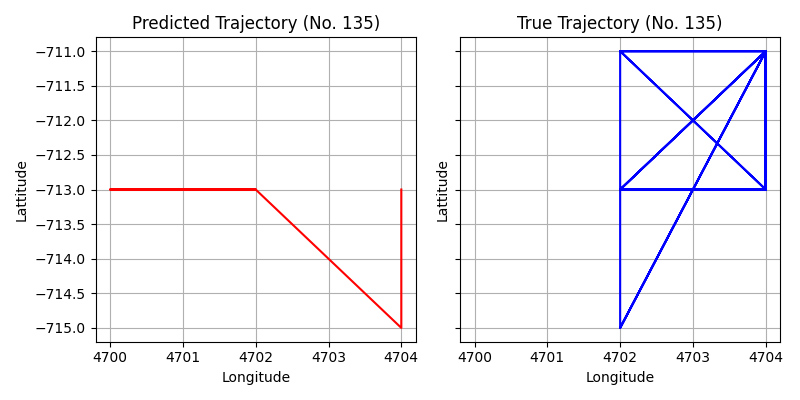 Predicted Trajectory (No. 135)
True Trajectory (No. 135)
Lattitude
−711.0
−711.5
−712.0
−712.5
−713.0
−713.5
−714.0
−714.5
−715.0
4700 4701 4702 4703 4704
Longitude
Lattitude
4700 4701 4702 4703 4704
Longitude